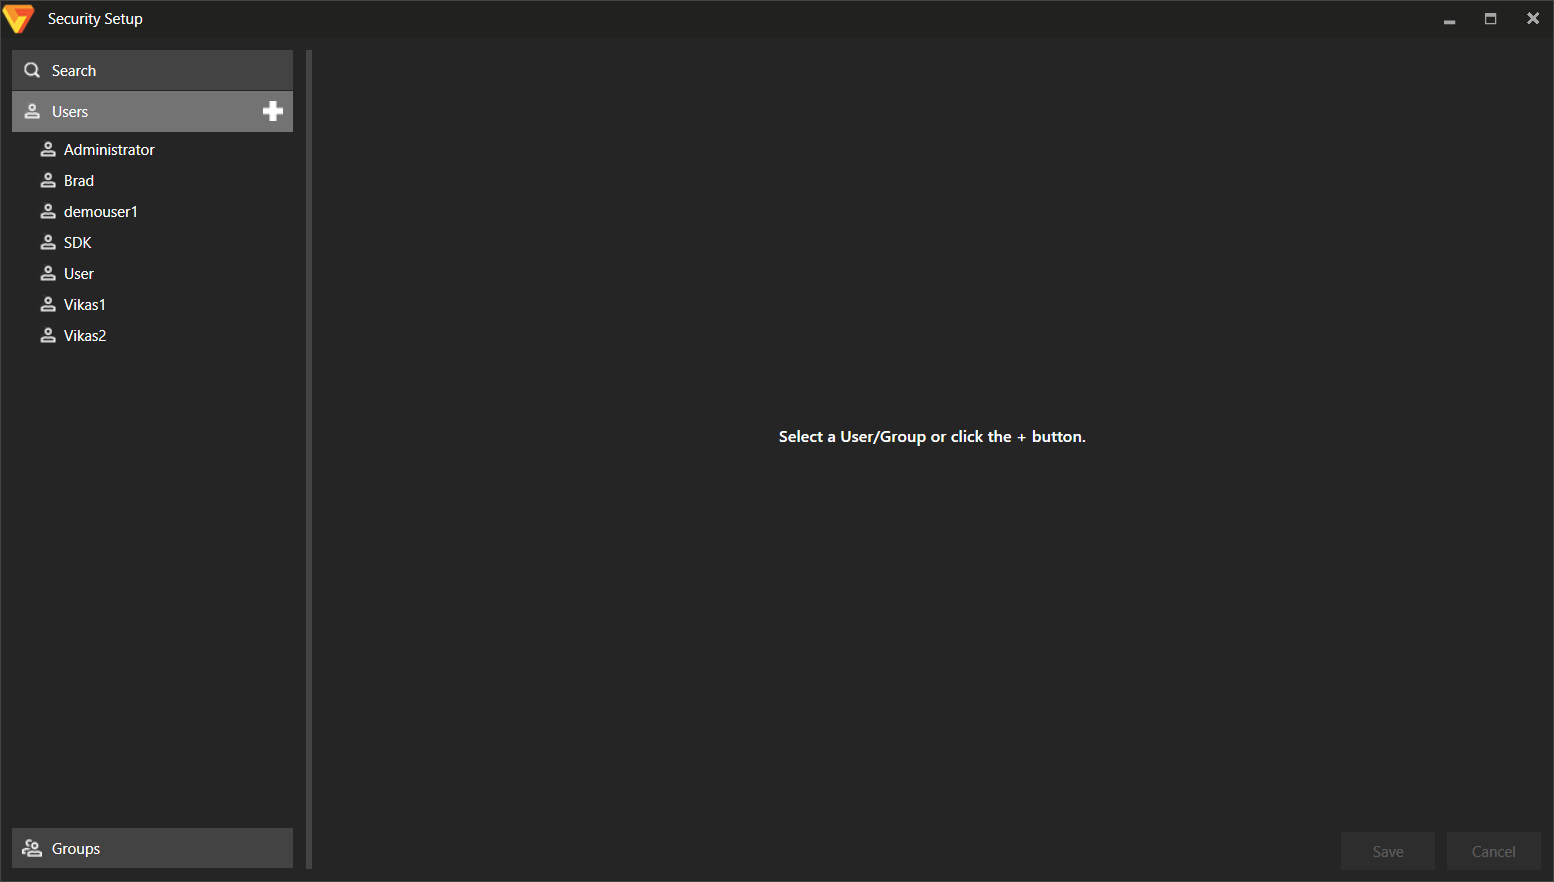 Security Setup
Search
Users
Administrator
Brad
demouser1
SDK
User
Vikas1
Vikas2
Select a User/Group or click the + button.
Groups
Save
Cancel